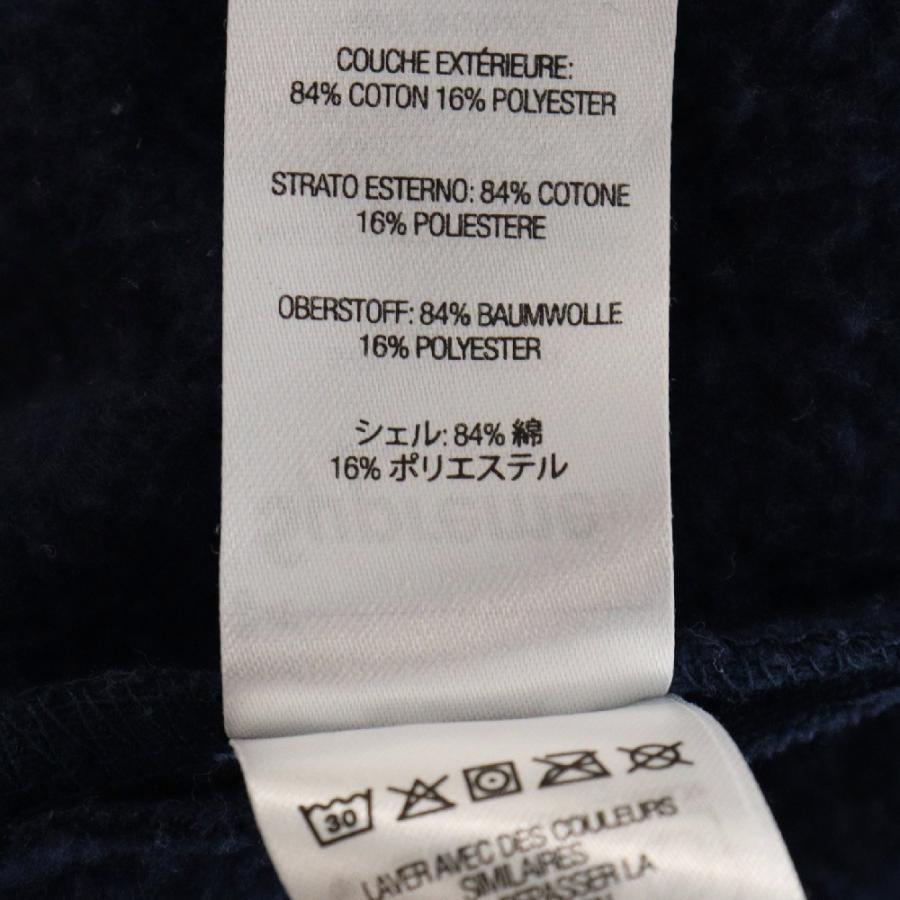 COUCHE EXTÉRIEURE:
84% COTON 16% POLYESTER
STRATO ESTERNO: 84% COTONE
16% POLIESTERE
OBERSTOFF: 84% BAUMWOLLE
16% POLYESTER
シェル: 84% 綿
16% ポリエステル
30
LAVER AVEC DES COULEURS
SIMILAIRES
LA